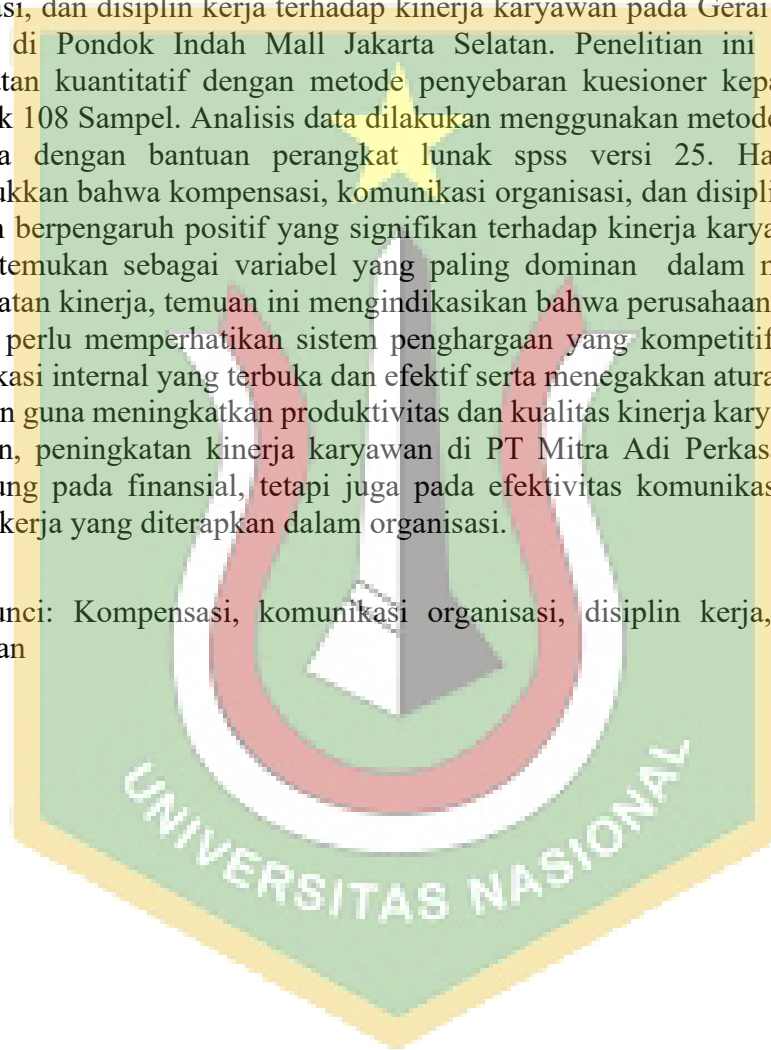 si, dan disiplin kerja terhadap kinerja karyawan pada Gerai
di Pondok Indah Mall Jakarta Selatan. Penelitian ini
tan kuantitatif dengan metode penyebaran kuesioner kepa
k 108 Sampel. Analisis data dilakukan menggunakan metode
a dengan bantuan perangkat lunak spss versi 25. Ha
ukkan bahwa kompensasi, komunikasi organisasi, dan disipli
n berpengaruh positif yang signifikan terhadap kinerja karya
temukan sebagai variabel yang paling dominan dalam m
atan kinerja, temuan ini mengindikasikan bahwa perusahaan
perlu memperhatikan sistem penghargaan yang kompetitif
kasi internal yang terbuka dan efektif serta menegakkan atura
n guna meningkatkan produktivitas dan kualitas kinerja kary
n, peningkatan kinerja karyawan di PT Mitra Adi Perkasa
ung pada finansial, tetapi juga pada efektivitas komunikas
kerja yang diterapkan dalam organisasi.
unci: Kompensasi, komunikasi organisasi, disiplin kerja,
an
UNIVERSITAS NASIONAL